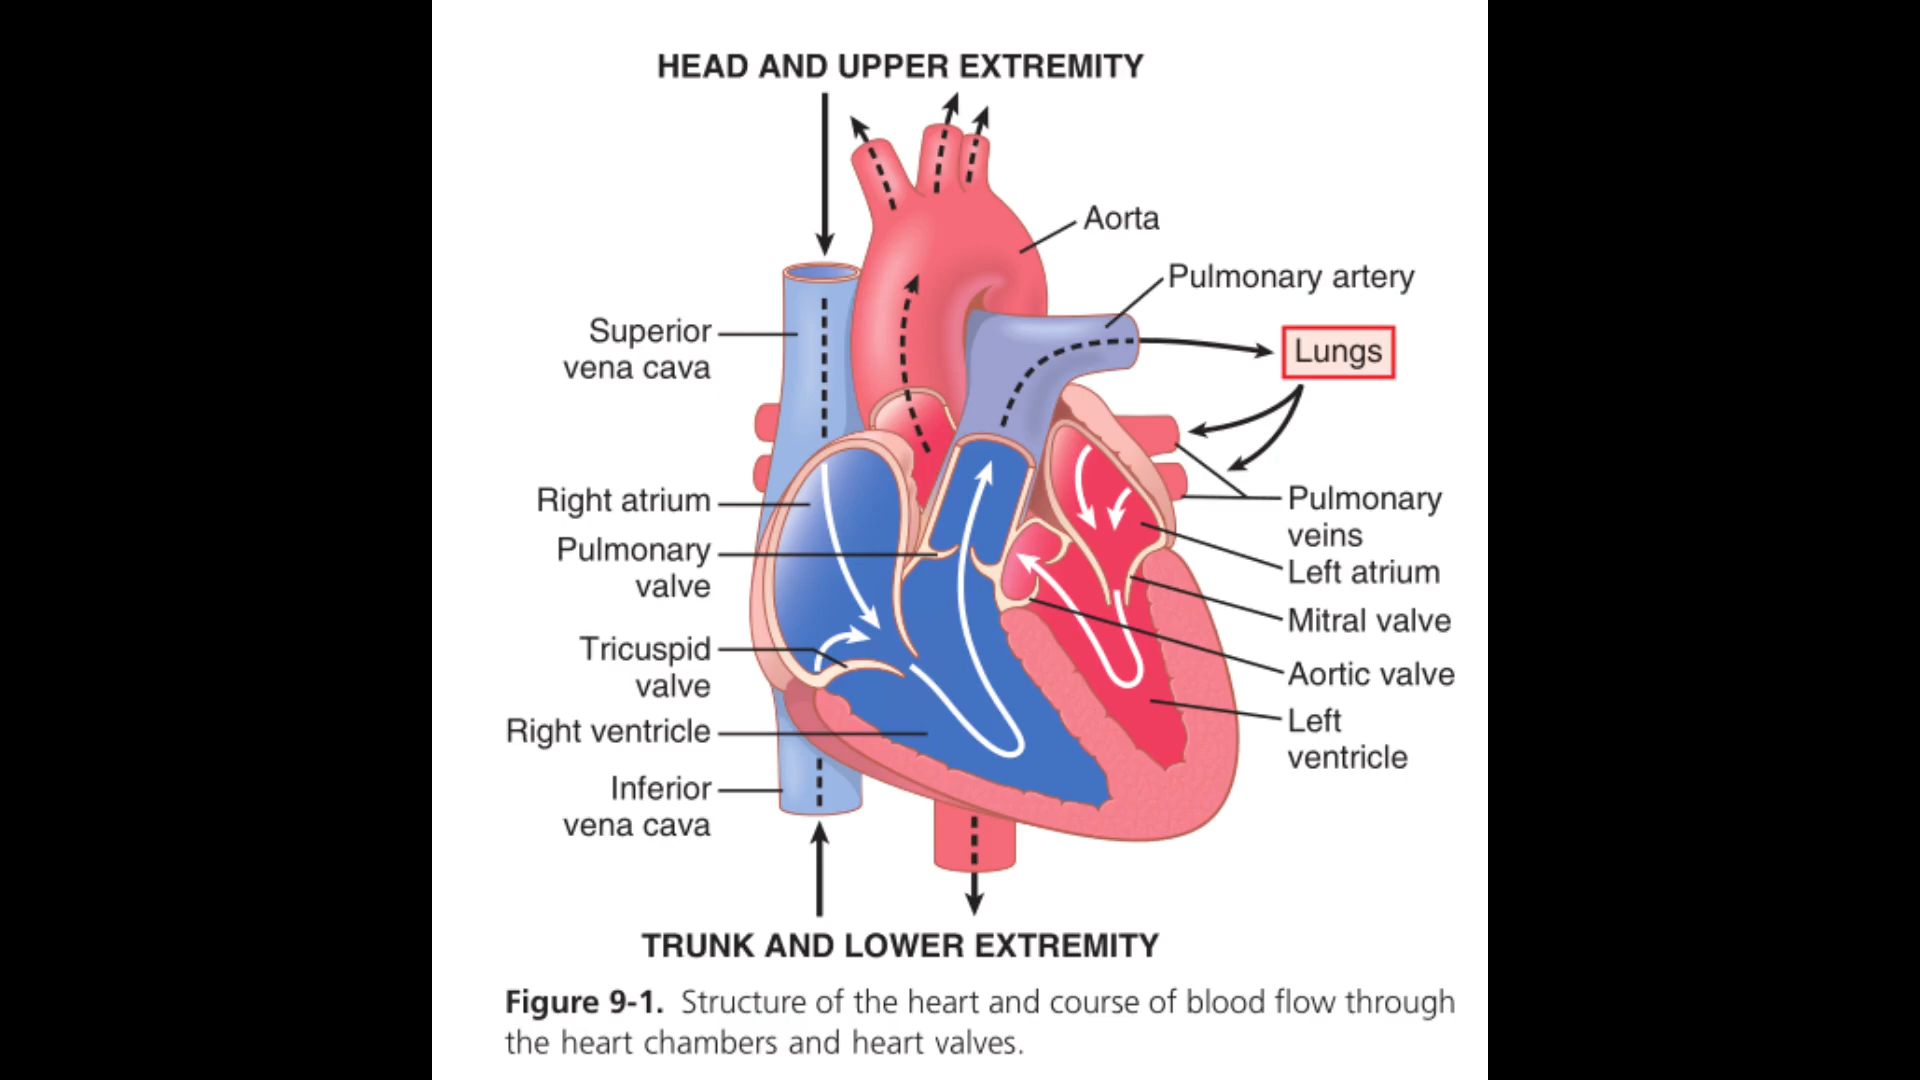 HEAD AND UPPER EXTREMITY
Aorta
Pulmonary artery
Superior
vena cava
Lungs
Right atrium
Pulmonary
valve
Tricuspid
valve
Right ventricle
Inferior
vena cava
Pulmonary
veins
Left atrium
Mitral valve
Aortic valve
Left
ventricle
TRUNK AND LOWER EXTREMITY
Figure 9-1. Structure of the heart and course of blood flow through
the heart chambers and heart valves.